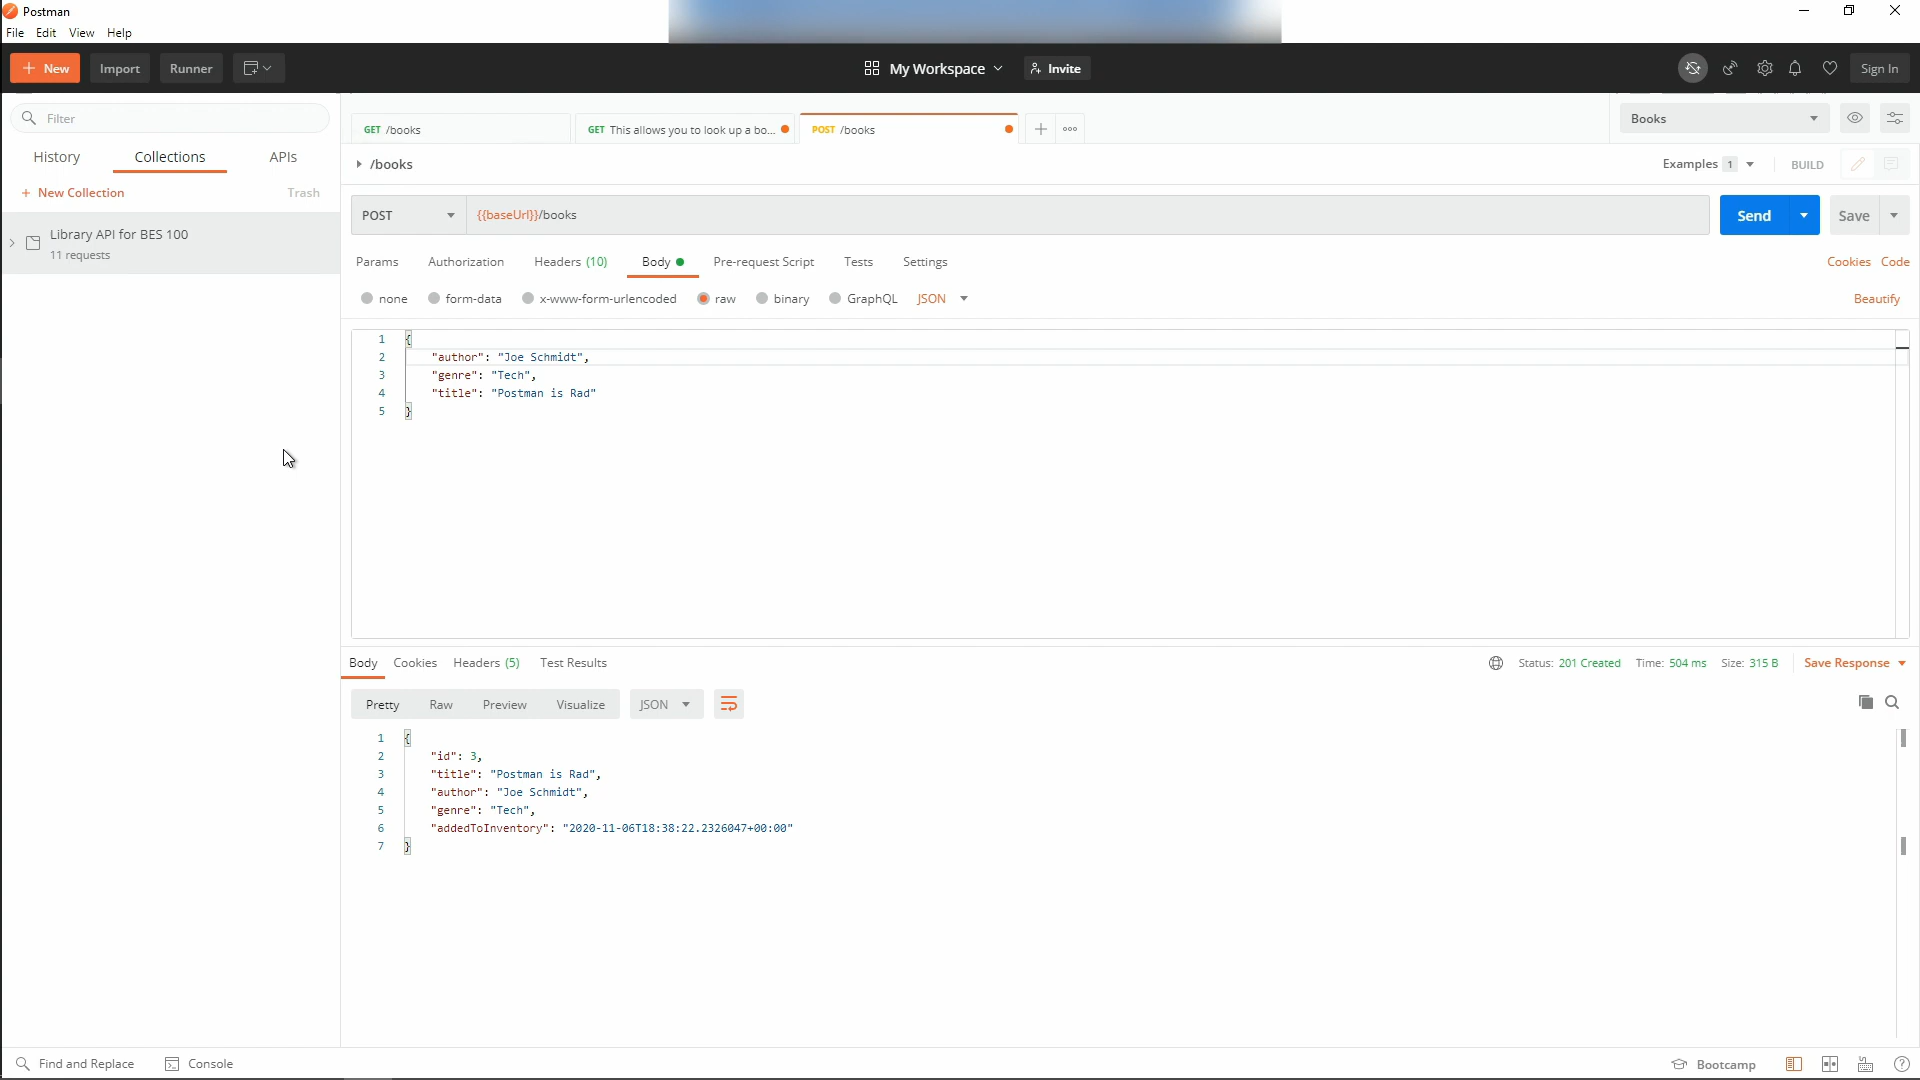 Postman
File Edit View Help
New Import Runner My Workspace Invite Sign In
Filter
History Collections APIs
+ New Collection Trash
Library API for BES 100
11 requests
GET /books GET This allows you to look up a bo... POST /books
Books
/books Examples 1 BUILD
POST {{baseUrl}}/books Send Save
Params Authorization Headers (10) Body Pre-request Script Tests Settings Cookies Code
none form-data x-www-form-urlencoded raw binary GraphQL JSON Beautify
1 {
2 "author": "Joe Schmidt",
3 "genre": "Tech",
4 "title": "Postman is Rad"
5 }
Body Cookies Headers (5) Test Results Status: 201 Created Time: 504 ms Size: 315 B Save Response
Pretty Raw Preview Visualize JSON
1 {
2 "id": 3,
3 "title": "Postman is Rad",
4 "author": "Joe Schmidt",
5 "genre": "Tech",
6 "addedToInventory": "2020-11-06T18:38:22.2326047+00:00"
7 }
Find and Replace Console Bootcamp